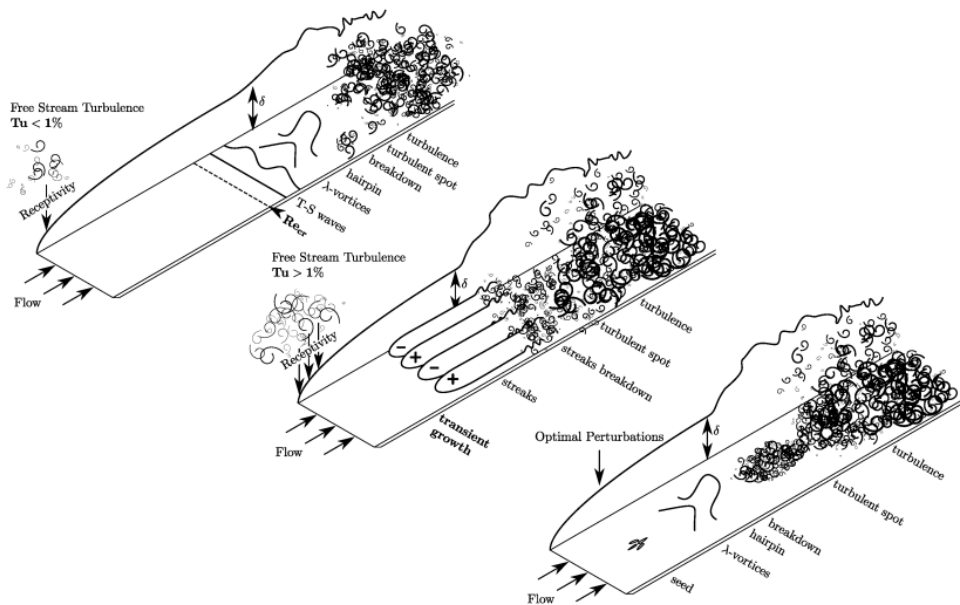 Free Stream Turbulence
Tu < 1%
Receptivity
Flow
δ
turbulence
turbulent spot
breakdown
hairpin
λ-vortices
T-S waves
Re_cr
Free Stream Turbulence
Tu > 1%
Receptivity
Flow
δ
−
+
−
+
turbulence
turbulent spot
streaks breakdown
streaks
transient
growth
Optimal Perturbations
Flow
δ
turbulence
turbulent spot
breakdown
hairpin
λ-vortices
seed